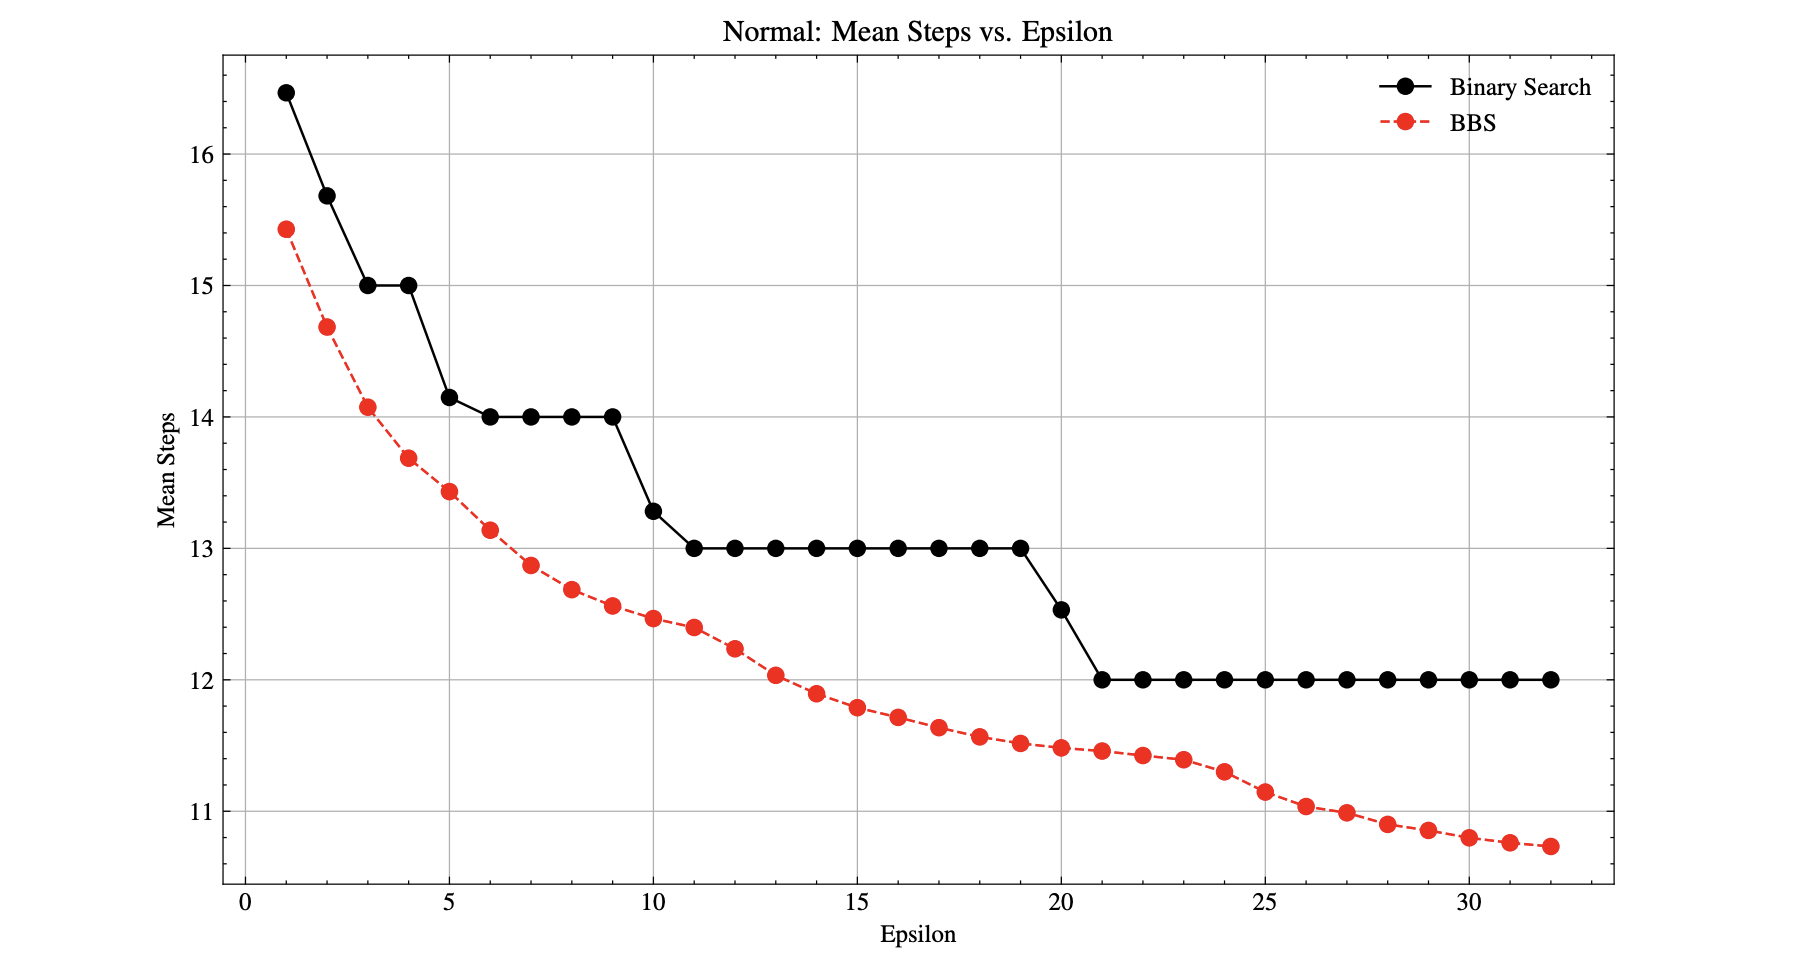 Normal: Mean Steps vs. Epsilon
Binary Search
BBS
Mean Steps
16
15
14
13
12
11
0 5 10 15 20 25 30
Epsilon